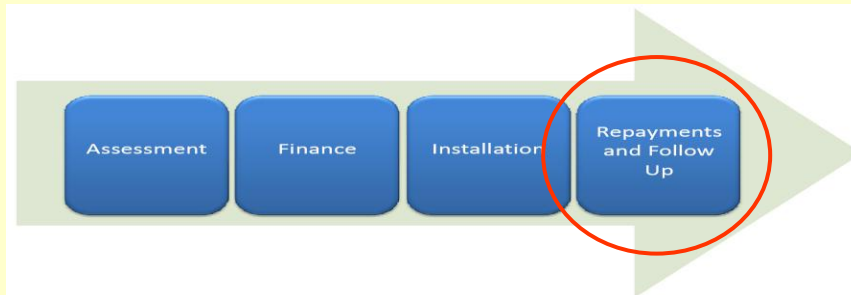 Assessment
Finance
Installation
Repayments
and Follow
Up